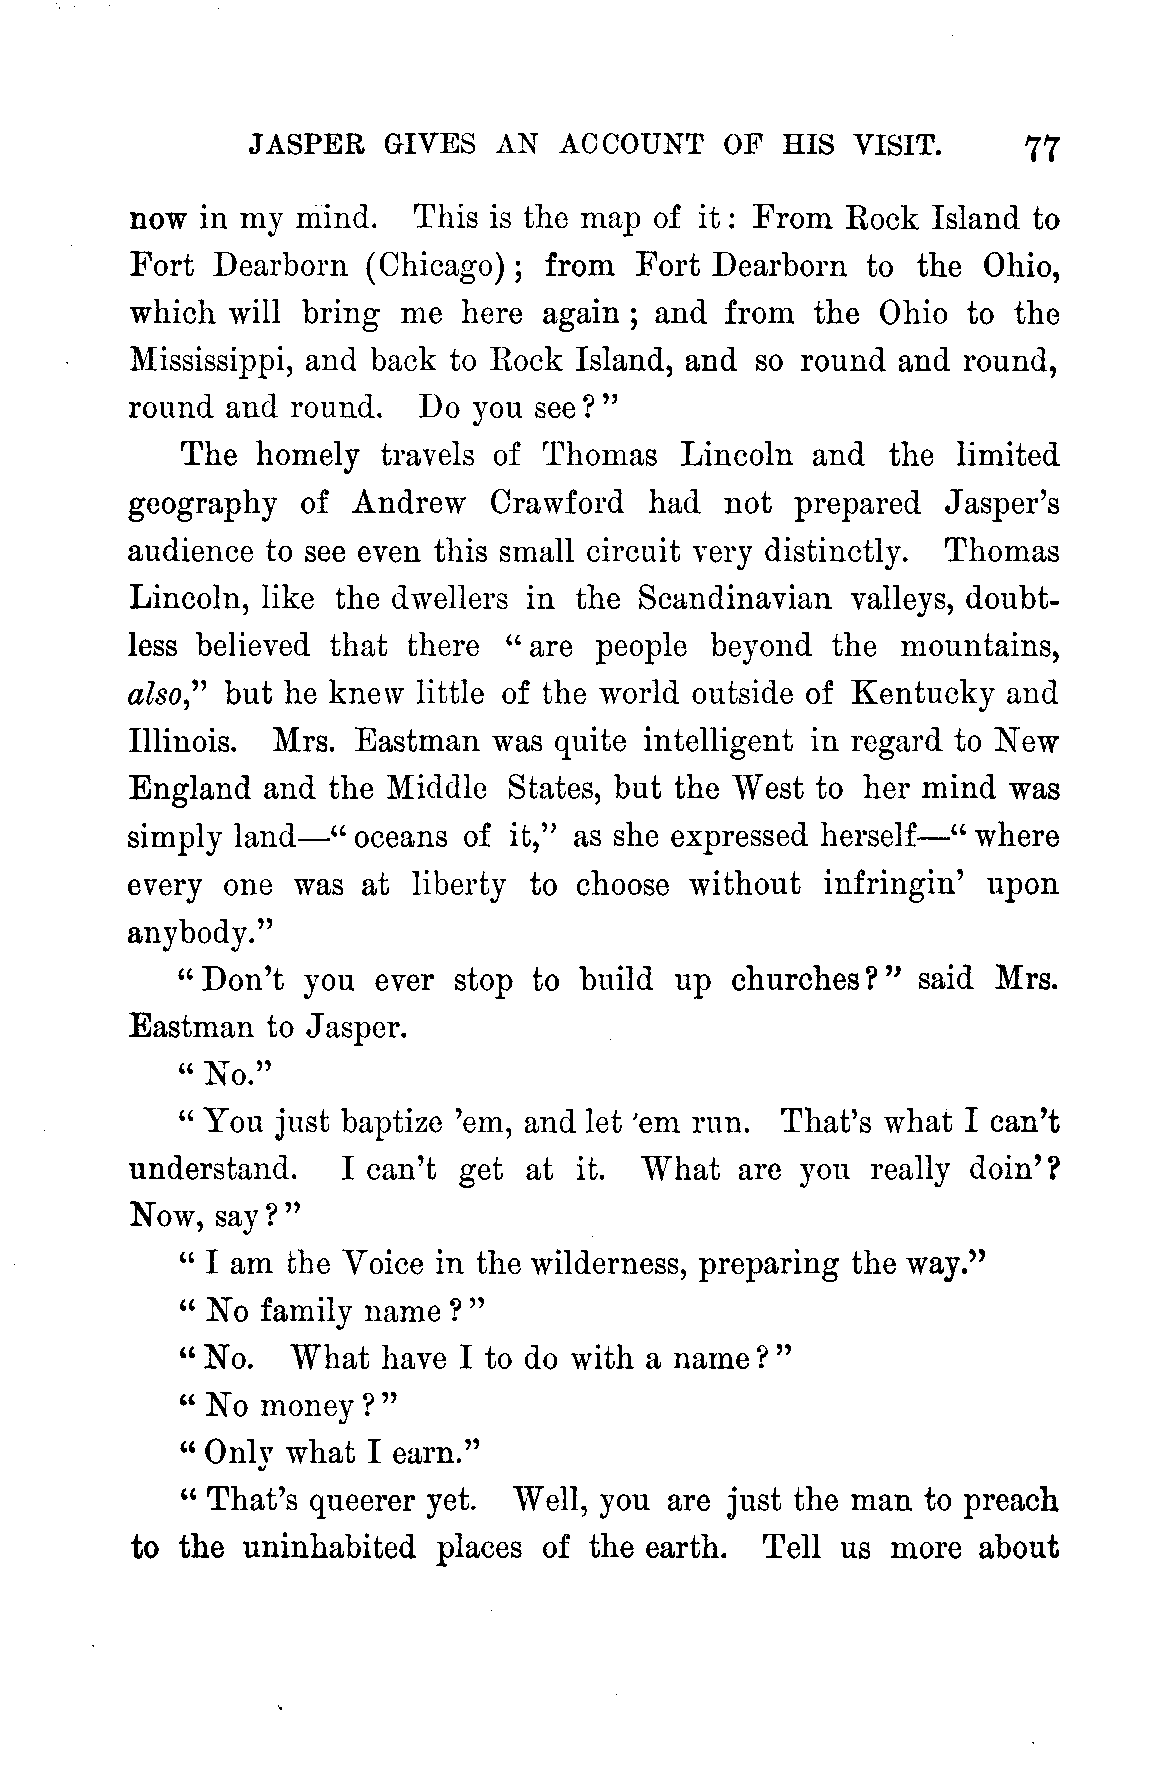 JASPER GIVES AN ACCOUNT OF HIS VISIT. 77
now in my mind. This is the map of it: From Rock Island to
Fort Dearborn (Chicago); from Fort Dearborn to the Ohio,
which will bring me here again; and from the Ohio to the
Mississippi, and back to Rock Island, and so round and round,
round and round. Do you see?"
The homely travels of Thomas Lincoln and the limited
geography of Andrew Crawford had not prepared Jasper's
audience to see even this small circuit very distinctly. Thomas
Lincoln, like the dwellers in the Scandinavian valleys, doubt-
less believed that there "are people beyond the mountains,
also," but he knew little of the world outside of Kentucky and
Illinois. Mrs. Eastman was quite intelligent in regard to New
England and the Middle States, but the West to her mind was
simply land—"oceans of it," as she expressed herself—"where
every one was at liberty to choose without infringin' upon
anybody."
"Don't you ever stop to build up churches?" said Mrs.
Eastman to Jasper.
"No."
"You just baptize 'em, and let 'em run. That's what I can't
understand. I can't get at it. What are you really doin'?
Now, say?"
"I am the Voice in the wilderness, preparing the way."
"No family name?"
"No. What have I to do with a name?"
"No money?"
"Only what I earn."
"That's queerer yet. Well, you are just the man to preach
to the uninhabited places of the earth. Tell us more about